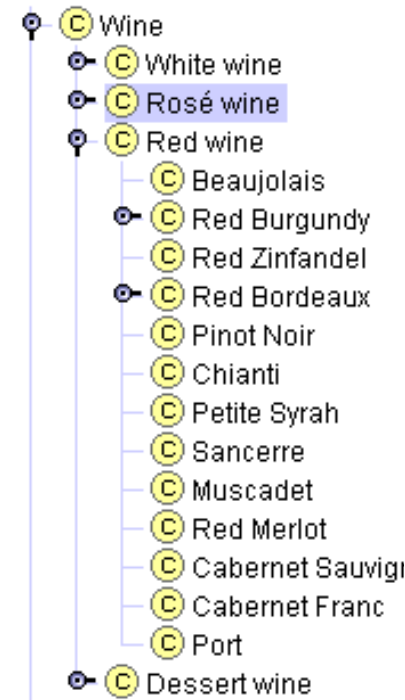 C Wine
C White wine
C Rosé wine
C Red wine
C Beaujolais
C Red Burgundy
C Red Zinfandel
C Red Bordeaux
C Pinot Noir
C Chianti
C Petite Syrah
C Sancerre
C Muscadet
C Red Merlot
C Cabernet Sauvign
C Cabernet Franc
C Port
C Dessert wine